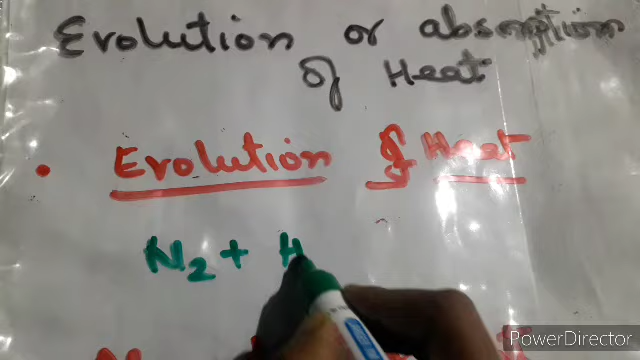 Evolution or absorption
of Heat
• Evolution of Heat
N₂ + H
PowerDirector